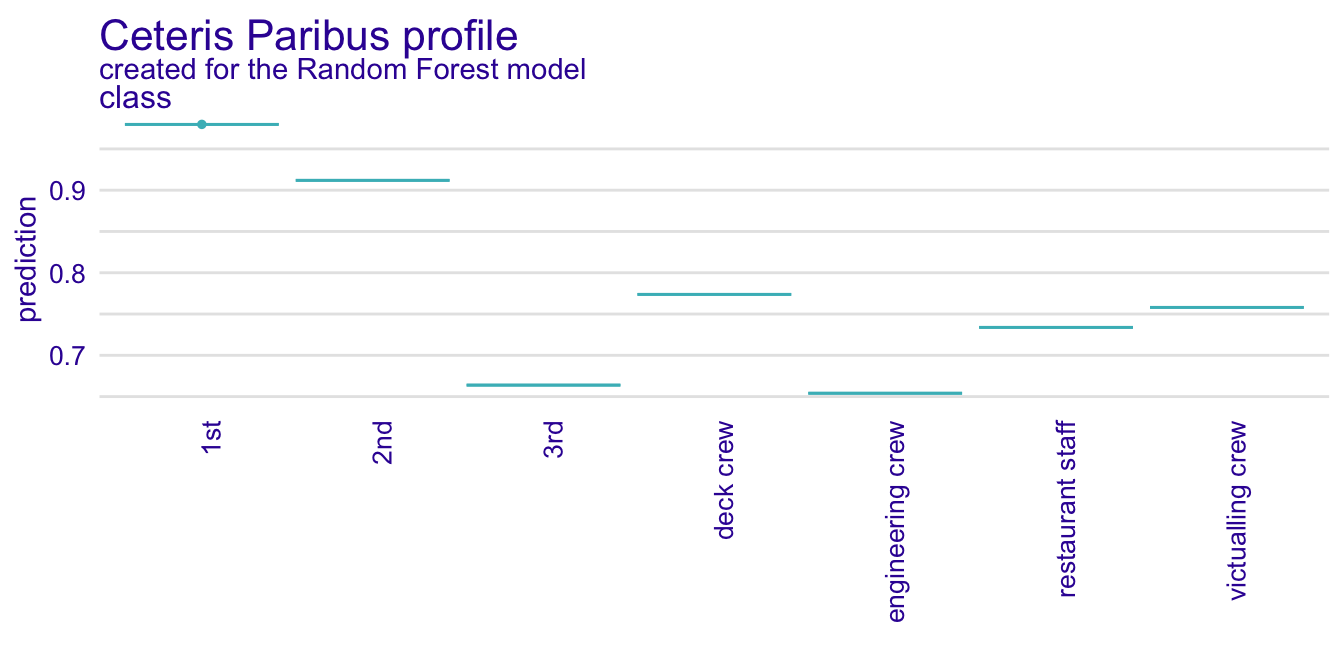 Ceteris Paribus profile
created for the Random Forest model
class
prediction
0.9
0.8
0.7
1st
2nd
3rd
deck crew
engineering crew
restaurant staff
victualling crew